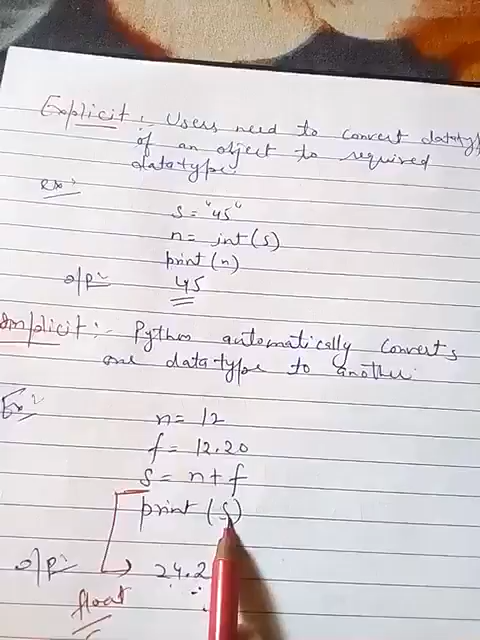 Explicit :- Users need to convert datatyp
of an object to required
datatype.
ex:-
s = "45"
n = int(s)
print(n)
o/p:- 45
Implicit :- Python automatically converts
one datatype to another.
Ex:-
n = 12
f = 12.20
s = n+f
print(s)
o/p:- 24.2
float